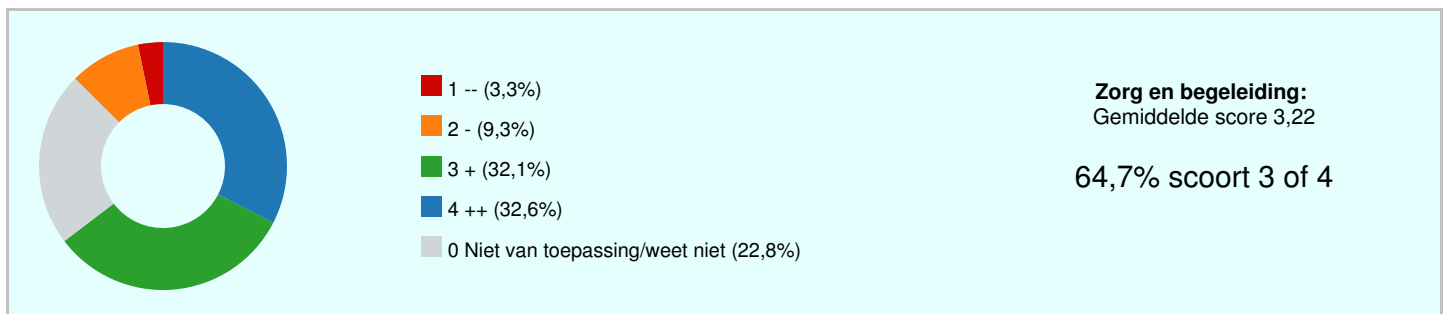 1 -- (3,3%)
2 - (9,3%)
3 + (32,1%)
4 ++ (32,6%)
0 Niet van toepassing/weet niet (22,8%)
Zorg en begeleiding:
Gemiddelde score 3,22
64,7% scoort 3 of 4